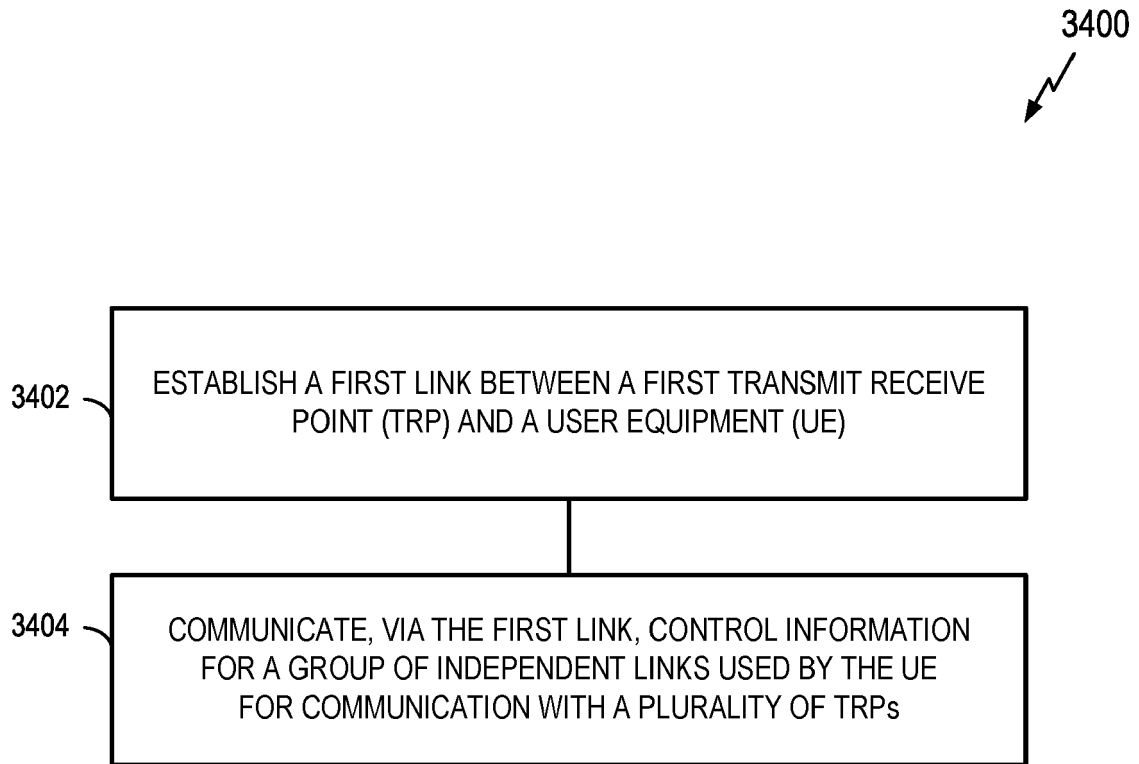 3400
3402
ESTABLISH A FIRST LINK BETWEEN A FIRST TRANSMIT RECEIVE
POINT (TRP) AND A USER EQUIPMENT (UE)
3404
COMMUNICATE, VIA THE FIRST LINK, CONTROL INFORMATION
FOR A GROUP OF INDEPENDENT LINKS USED BY THE UE
FOR COMMUNICATION WITH A PLURALITY OF TRPs